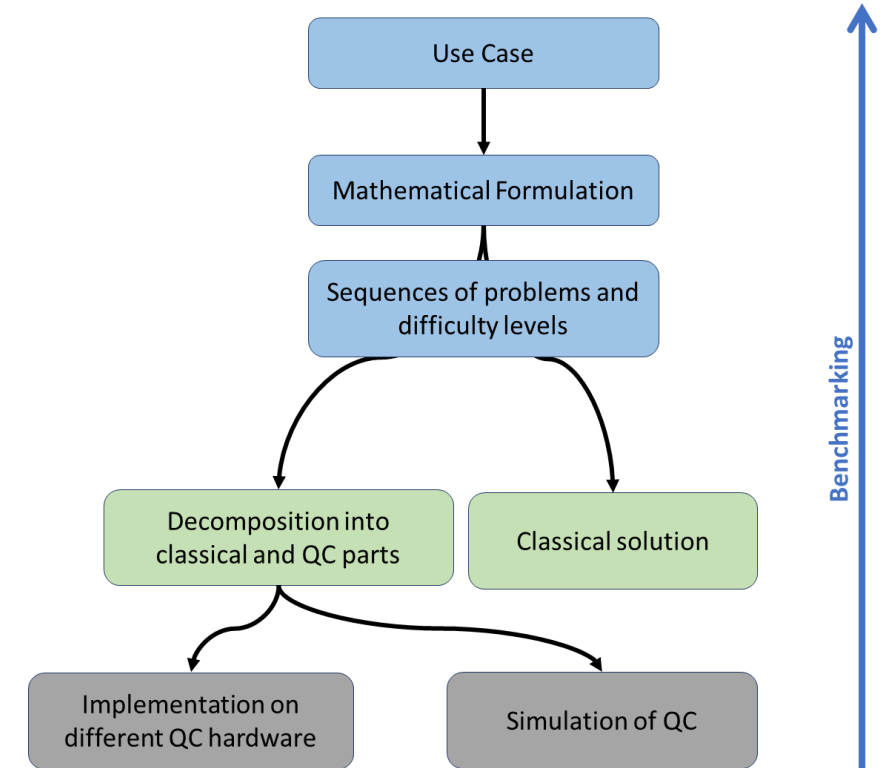 Use Case
Mathematical Formulation
Sequences of problems and
difficulty levels
Benchmarking
Decomposition into
classical and QC parts
Classical solution
Implementation on
different QC hardware
Simulation of QC